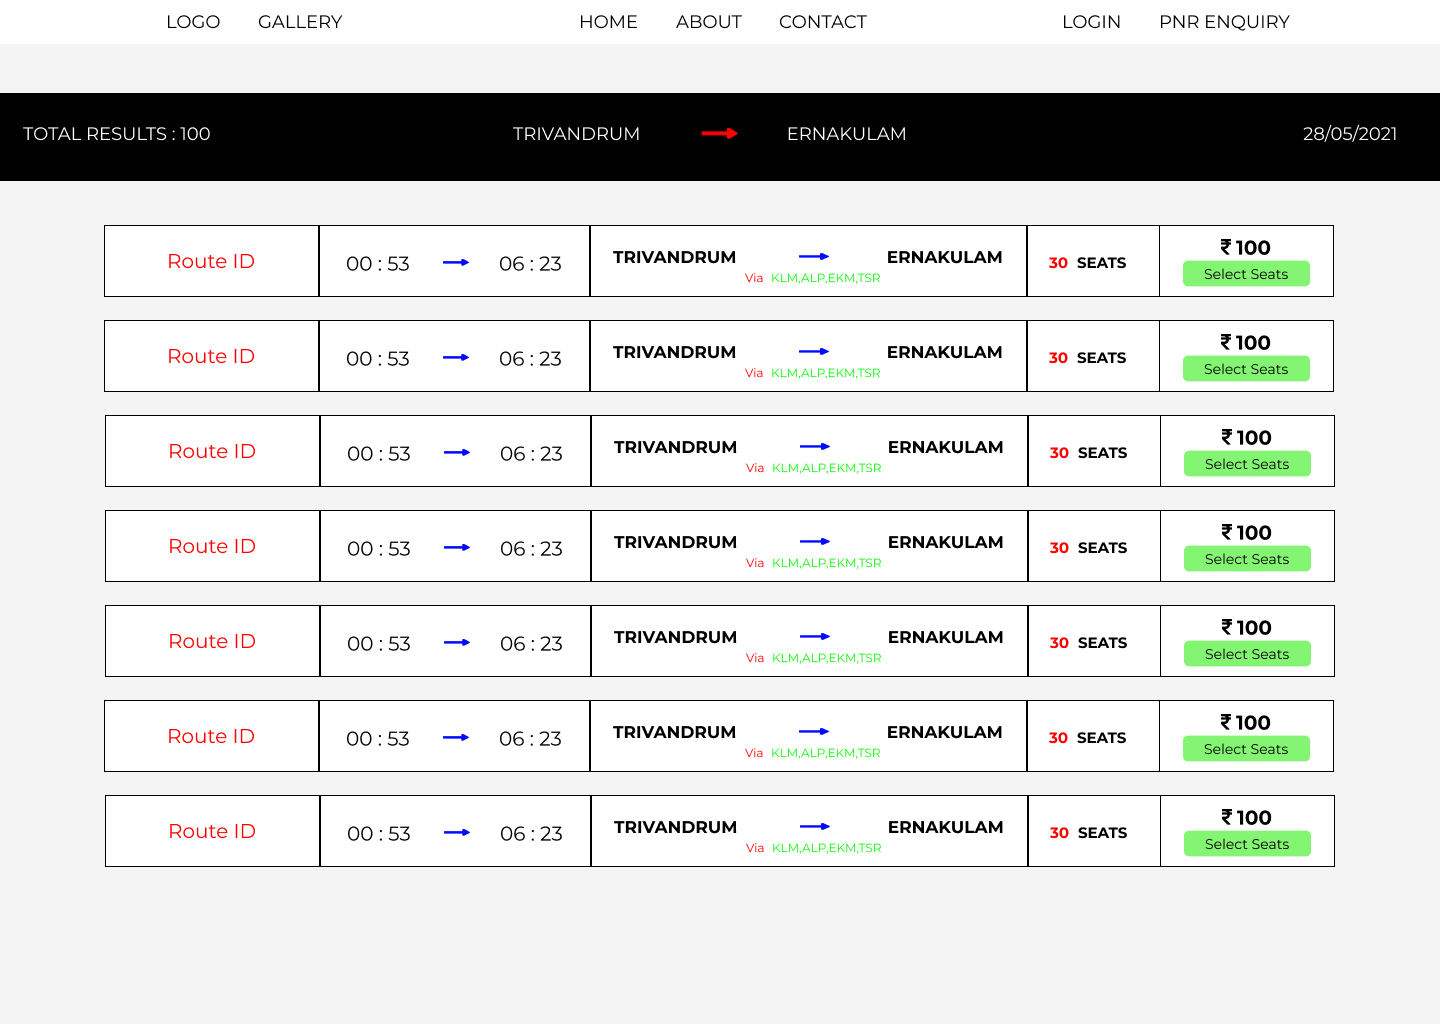 LOGO GALLERY HOME ABOUT CONTACT LOGIN PNR ENQUIRY
TOTAL RESULTS : 100 TRIVANDRUM ERNAKULAM 28/05/2021
Route ID 00 : 53 06 : 23 TRIVANDRUM ERNAKULAM 30 SEATS ₹ 100
Via KLM,ALP,EKM,TSR Select Seats
Route ID 00 : 53 06 : 23 TRIVANDRUM ERNAKULAM 30 SEATS ₹ 100
Via KLM,ALP,EKM,TSR Select Seats
Route ID 00 : 53 06 : 23 TRIVANDRUM ERNAKULAM 30 SEATS ₹ 100
Via KLM,ALP,EKM,TSR Select Seats
Route ID 00 : 53 06 : 23 TRIVANDRUM ERNAKULAM 30 SEATS ₹ 100
Via KLM,ALP,EKM,TSR Select Seats
Route ID 00 : 53 06 : 23 TRIVANDRUM ERNAKULAM 30 SEATS ₹ 100
Via KLM,ALP,EKM,TSR Select Seats
Route ID 00 : 53 06 : 23 TRIVANDRUM ERNAKULAM 30 SEATS ₹ 100
Via KLM,ALP,EKM,TSR Select Seats
Route ID 00 : 53 06 : 23 TRIVANDRUM ERNAKULAM 30 SEATS ₹ 100
Via KLM,ALP,EKM,TSR Select Seats